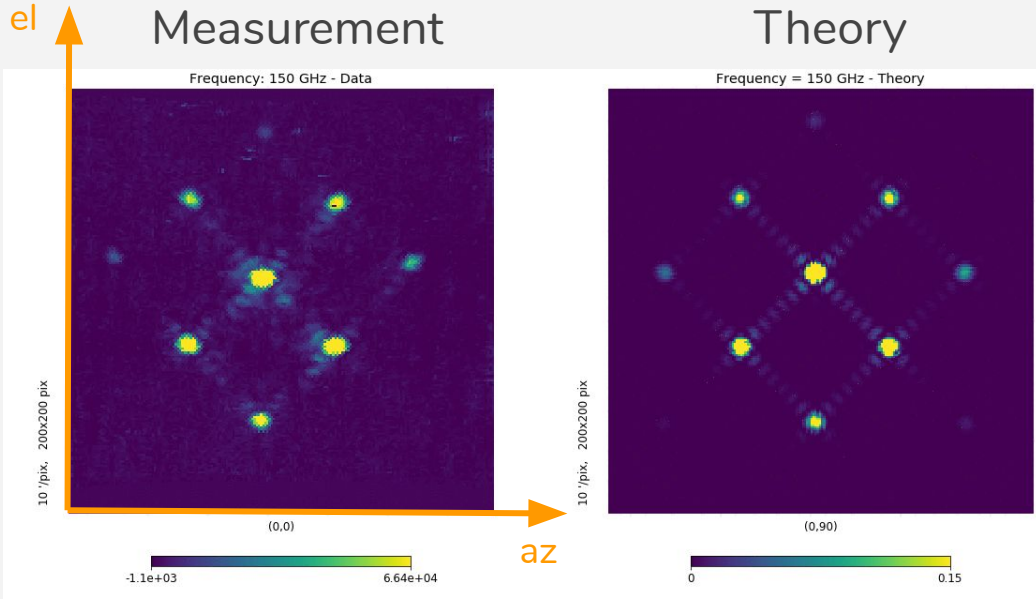 el
Measurement
Theory
Frequency: 150 GHz - Data
Frequency = 150 GHz - Theory
10 '/pix,   200x200 pix
10 '/pix,   200x200 pix
(0,0)
(0,90)
az
-1.1e+03
6.64e+04
0
0.15